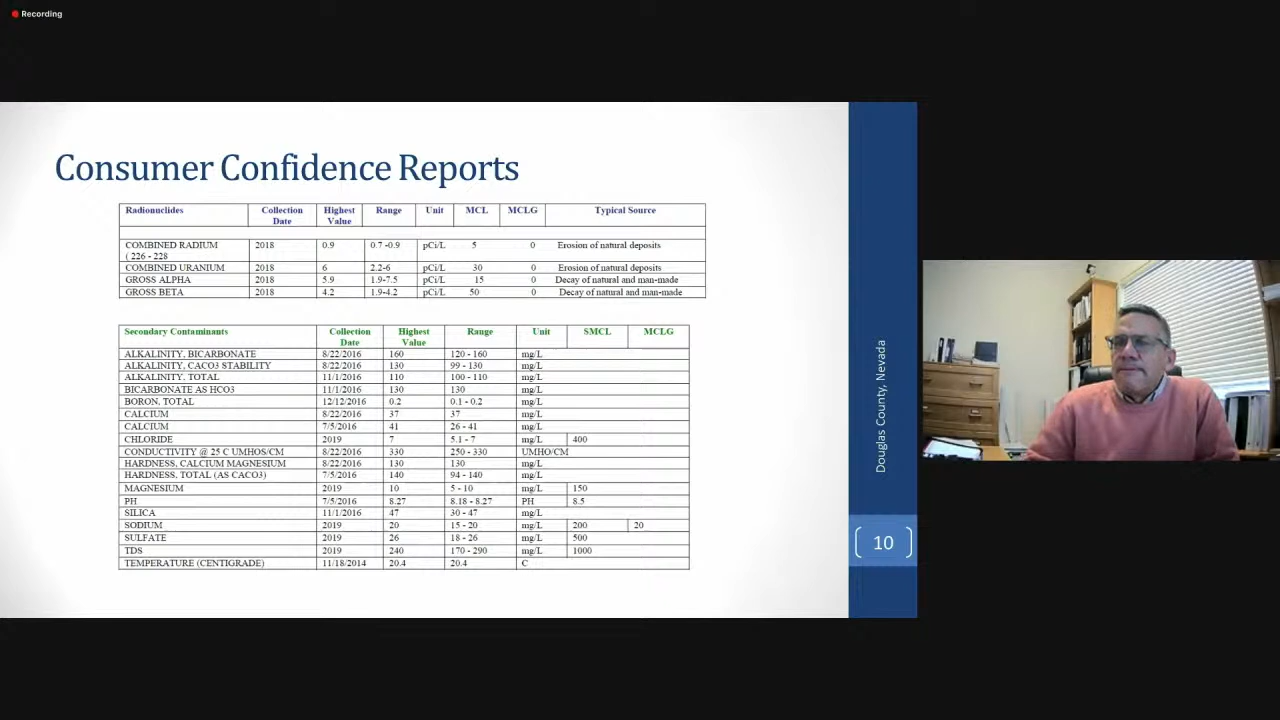 Recording
Consumer Confidence Reports
Radionuclides Collection Date Highest Value Range Unit MCL MCLG Typical Source
COMBINED RADIUM ( 226 - 228 2018 0.9 0.7 -0.9 pCi/L 5 0 Erosion of natural deposits
COMBINED URANIUM 2018 6 2.2-6 pCi/L 30 0 Erosion of natural deposits
GROSS ALPHA 2018 5.9 1.9-7.5 pCi/L 15 0 Decay of natural and man-made
GROSS BETA 2018 4.2 1.9-4.2 pCi/L 50 0 Decay of natural and man-made
Secondary Contaminants Collection Date Highest Value Range Unit SMCL MCLG
ALKALINITY, BICARBONATE 8/22/2016 160 120 - 160 mg/L
ALKALINITY, CACO3 STABILITY 8/22/2016 130 99 - 130 mg/L
ALKALINITY, TOTAL 11/1/2016 110 100 - 110 mg/L
BICARBONATE AS HCO3 11/1/2016 130 130 mg/L
BORON, TOTAL 12/12/2016 0.2 0.1 - 0.2 mg/L
CALCIUM 8/22/2016 37 37 mg/L
CALCIUM 7/5/2016 41 26 - 41 mg/L
CHLORIDE 2019 7 5.1 - 7 mg/L 400
CONDUCTIVITY @ 25 C UMHOS/CM 8/22/2016 330 250 - 330 UMHO/CM
HARDNESS, CALCIUM MAGNESIUM 8/22/2016 130 130 mg/L
HARDNESS, TOTAL (AS CACO3) 7/5/2016 140 94 - 140 mg/L
MAGNESIUM 2019 10 5 - 10 mg/L 150
PH 7/5/2016 8.27 8.18 - 8.27 PH 8.5
SILICA 11/1/2016 47 30 - 47 mg/L
SODIUM 2019 20 15 - 20 mg/L 200 20
SULFATE 2019 26 18 - 26 mg/L 500
TDS 2019 240 170 - 290 mg/L 1000
TEMPERATURE (CENTIGRADE) 11/18/2014 20.4 20.4 C
Douglas County, Nevada
10